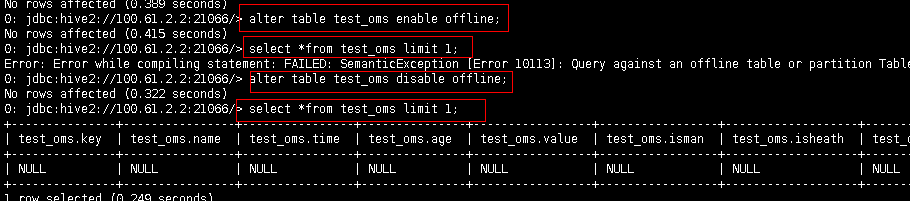 No rows affected (0.389 seconds)
0: jdbc:hive2://100.61.2.2:21066/> alter table test_oms enable offline;
No rows affected (0.415 seconds)
0: jdbc:hive2://100.61.2.2:21066/> select *from test_oms limit 1;
Error: Error while compiling statement: FAILED: SemanticException [Error 10113]: Query against an offline table or partition Table
0: jdbc:hive2://100.61.2.2:21066/> alter table test_oms disable offline;
No rows affected (0.322 seconds)
0: jdbc:hive2://100.61.2.2:21066/> select *from test_oms limit 1;
| test_oms.key | test_oms.name | test_oms.time | test_oms.age | test_oms.value | test_oms.isman | test_oms.isheath | test_o
| NULL | NULL | NULL | NULL | NULL | NULL | NULL | NULL
1 row selected (0.249 seconds)